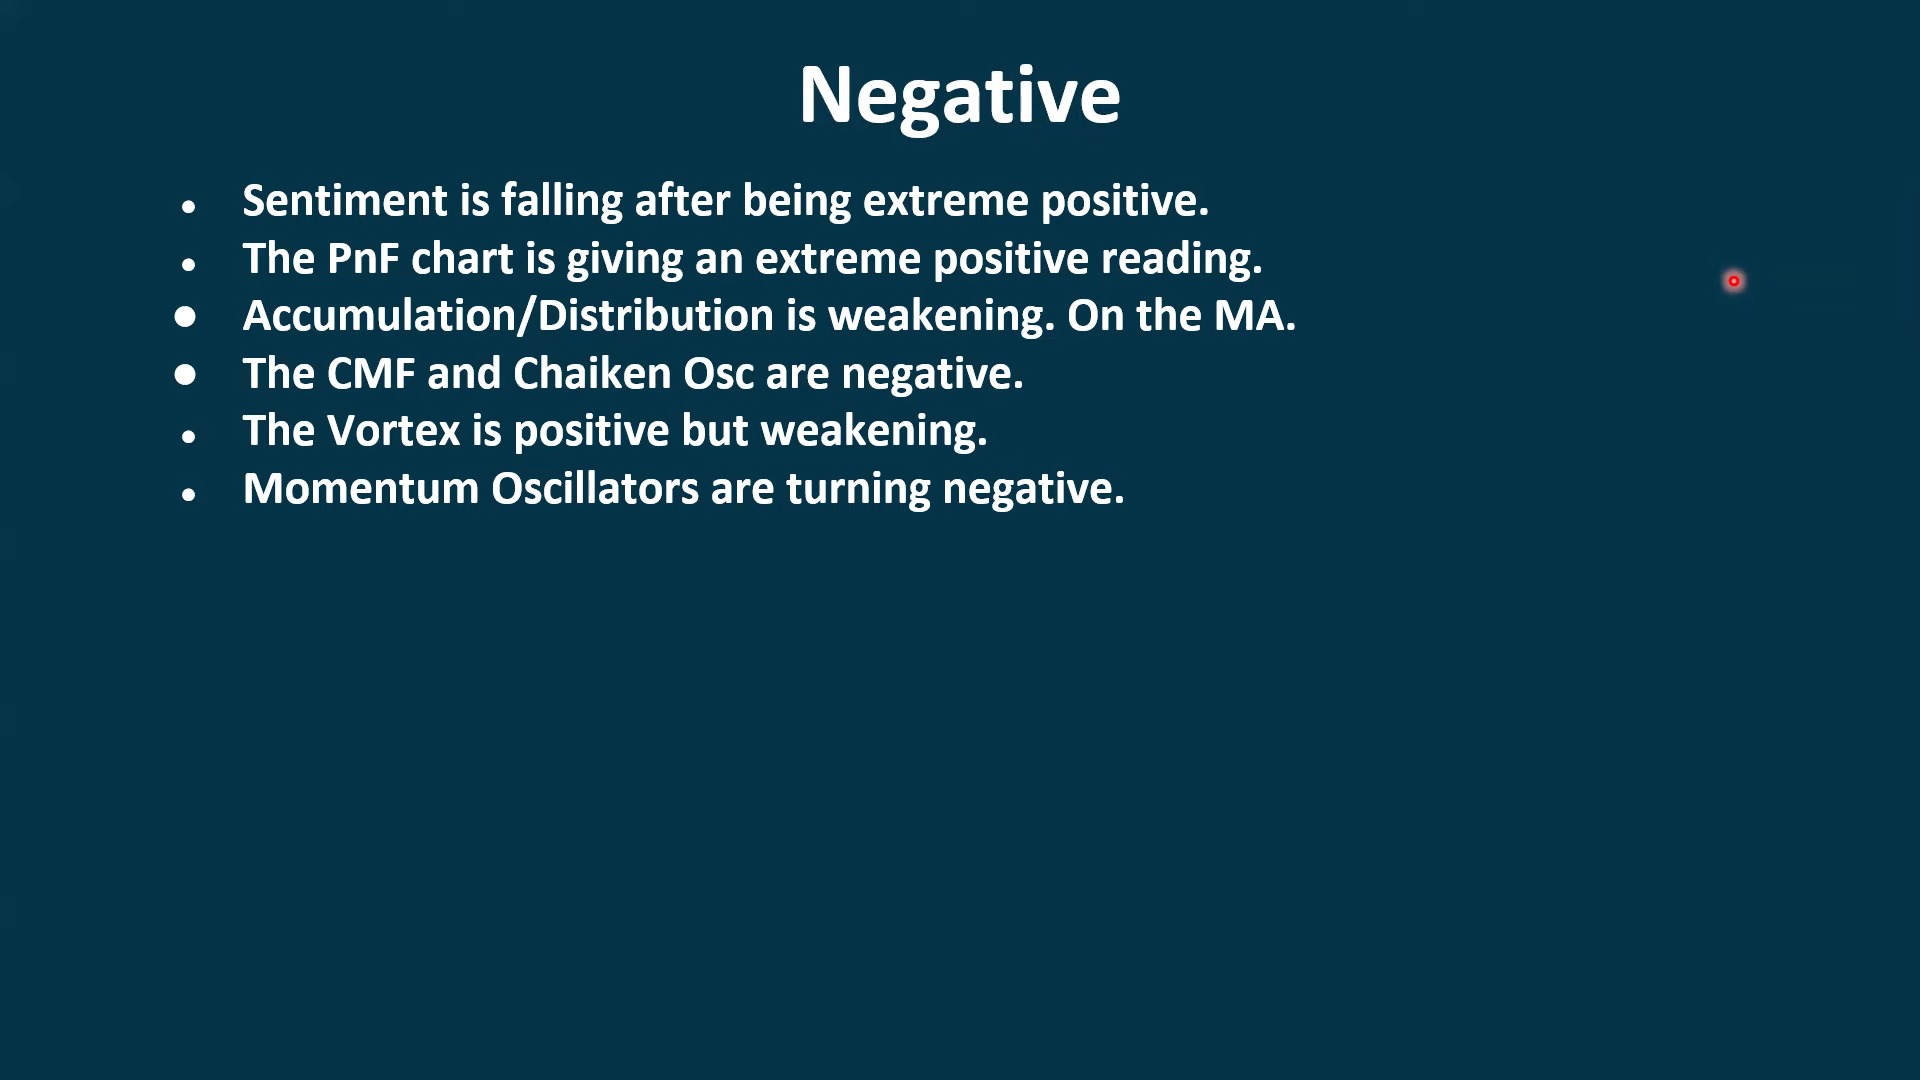 Negative
• Sentiment is falling after being extreme positive.
• The PnF chart is giving an extreme positive reading.
• Accumulation/Distribution is weakening. On the MA.
• The CMF and Chaiken Osc are negative.
• The Vortex is positive but weakening.
• Momentum Oscillators are turning negative.